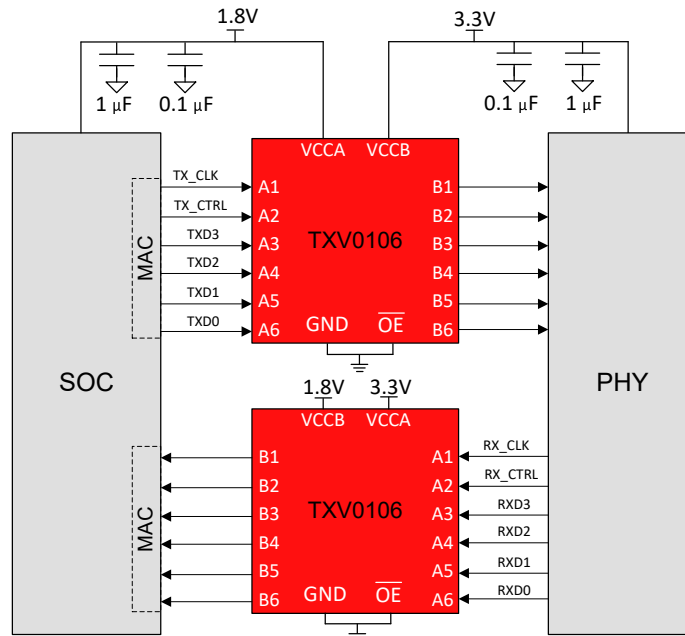 1.8V
3.3V
1 µF
0.1 µF
0.1 µF
1 µF
VCCA
VCCB
TX_CLK
A1
B1
TX_CTRL
A2
B2
TXD3
A3
TXV0106
B3
TXD2
A4
B4
TXD1
A5
B5
TXD0
A6
B6
GND
OE
MAC
SOC
PHY
1.8V
3.3V
VCCB
VCCA
B1
A1
RX_CLK
B2
A2
RX_CTRL
B3
TXV0106
A3
RXD3
B4
A4
RXD2
B5
A5
RXD1
B6
A6
RXD0
GND
OE
MAC